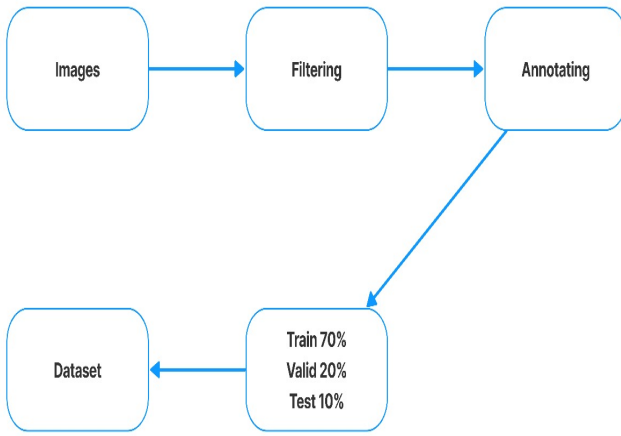 Images
Filtering
Annotating
Train 70%
Valid 20%
Test 10%
Dataset